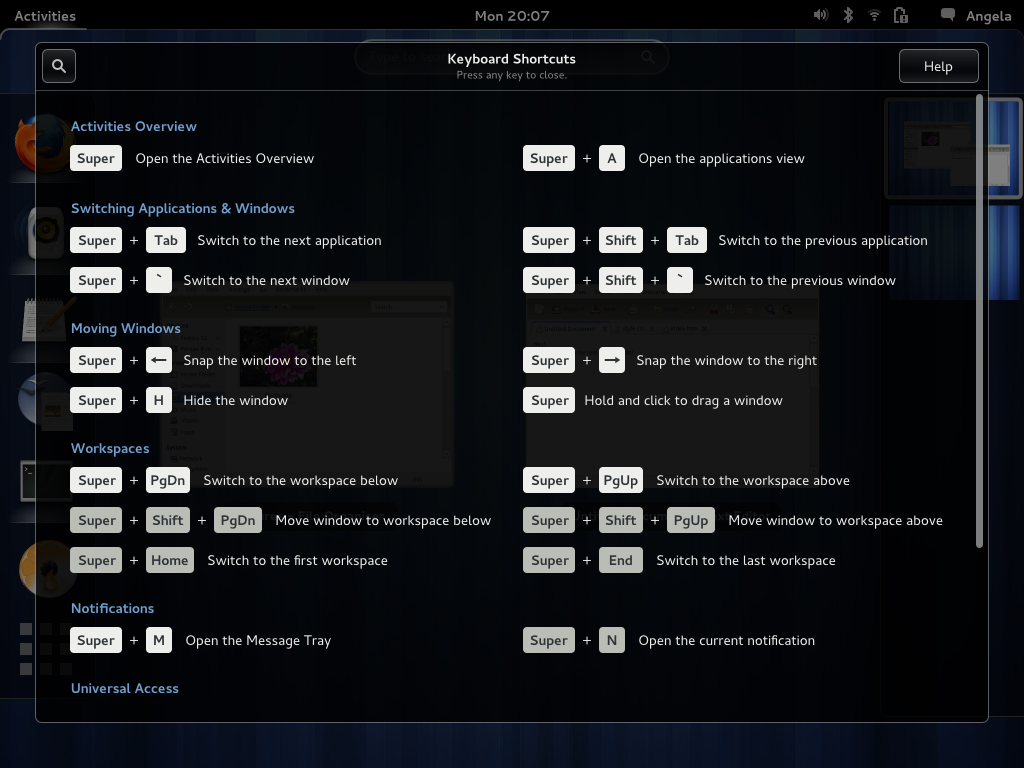 Activities
Mon 20:07
Angela
Keyboard Shortcuts
Press any key to close.
Help
Activities Overview
Super Open the Activities Overview
Super + A Open the applications view
Switching Applications & Windows
Super + Tab Switch to the next application
Super + Shift + Tab Switch to the previous application
Super + ` Switch to the next window
Super + Shift + ` Switch to the previous window
Moving Windows
Super + ← Snap the window to the left
Super + → Snap the window to the right
Super + H Hide the window
Super Hold and click to drag a window
Workspaces
Super + PgDn Switch to the workspace below
Super + PgUp Switch to the workspace above
Super + Shift + PgDn Move window to workspace below
Super + Shift + PgUp Move window to workspace above
Super + Home Switch to the first workspace
Super + End Switch to the last workspace
Notifications
Super + M Open the Message Tray
Super + N Open the current notification
Universal Access